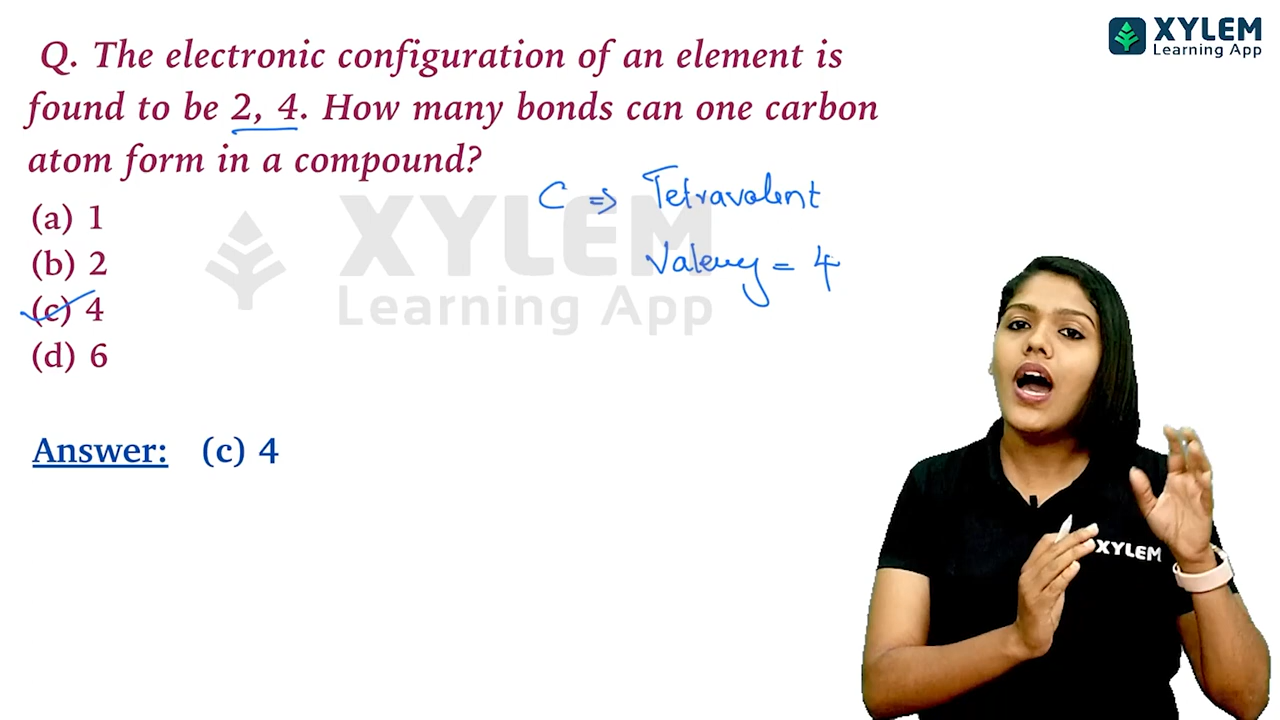 XYLEM
Learning App
Q. The electronic configuration of an element is
found to be 2, 4. How many bonds can one carbon
atom form in a compound?
C ⇒ Tetravalent
Valency = 4
(a) 1
(b) 2
(c) 4
(d) 6
XYLEM
Learning App
Answer: (c) 4
XYLEM